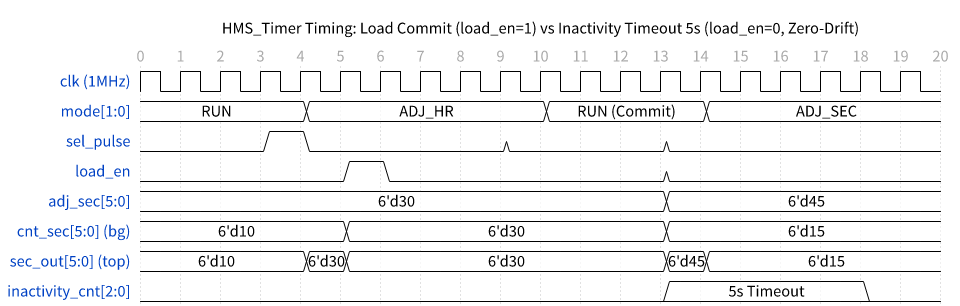 HMS_Timer Timing: Load Commit (load_en=1) vs Inactivity Timeout 5s (load_en=0, Zero-Drift)
0 1 2 3 4 5 6 7 8 9 10 11 12 13 14 15 16 17 18 19 20
clk (1MHz)
mode[1:0] RUN ADJ_HR RUN (Commit) ADJ_SEC
sel_pulse
load_en
adj_sec[5:0] 6'd30 6'd45
cnt_sec[5:0] (bg) 6'd10 6'd30 6'd15
sec_out[5:0] (top) 6'd10 6'd30 6'd30 6'd45 6'd15
inactivity_cnt[2:0] 5s Timeout